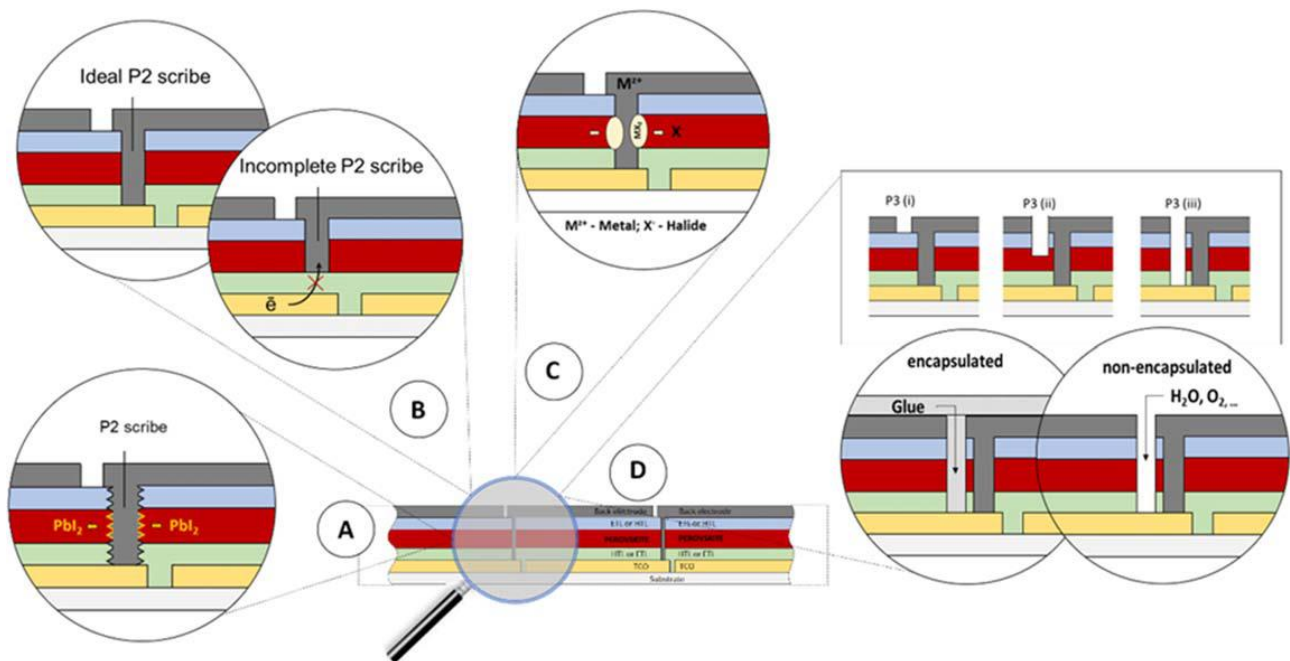 Ideal P2 scribe
Incomplete P2 scribe
ē
M²⁺
MX₂
X
M²⁺ - Metal; X⁻ - Halide
P3 (i)
P3 (ii)
P3 (iii)
encapsulated
Glue
non-encapsulated
H₂O, O₂, ...
P2 scribe
PbI₂
PbI₂
A
B
C
D
Back electrode
Back electrode
ETL or HTL
ETL or HTL
PEROVSKITE
PEROVSKITE
HTL or ETL
HTL or ETL
TCO
TCO
Substrate